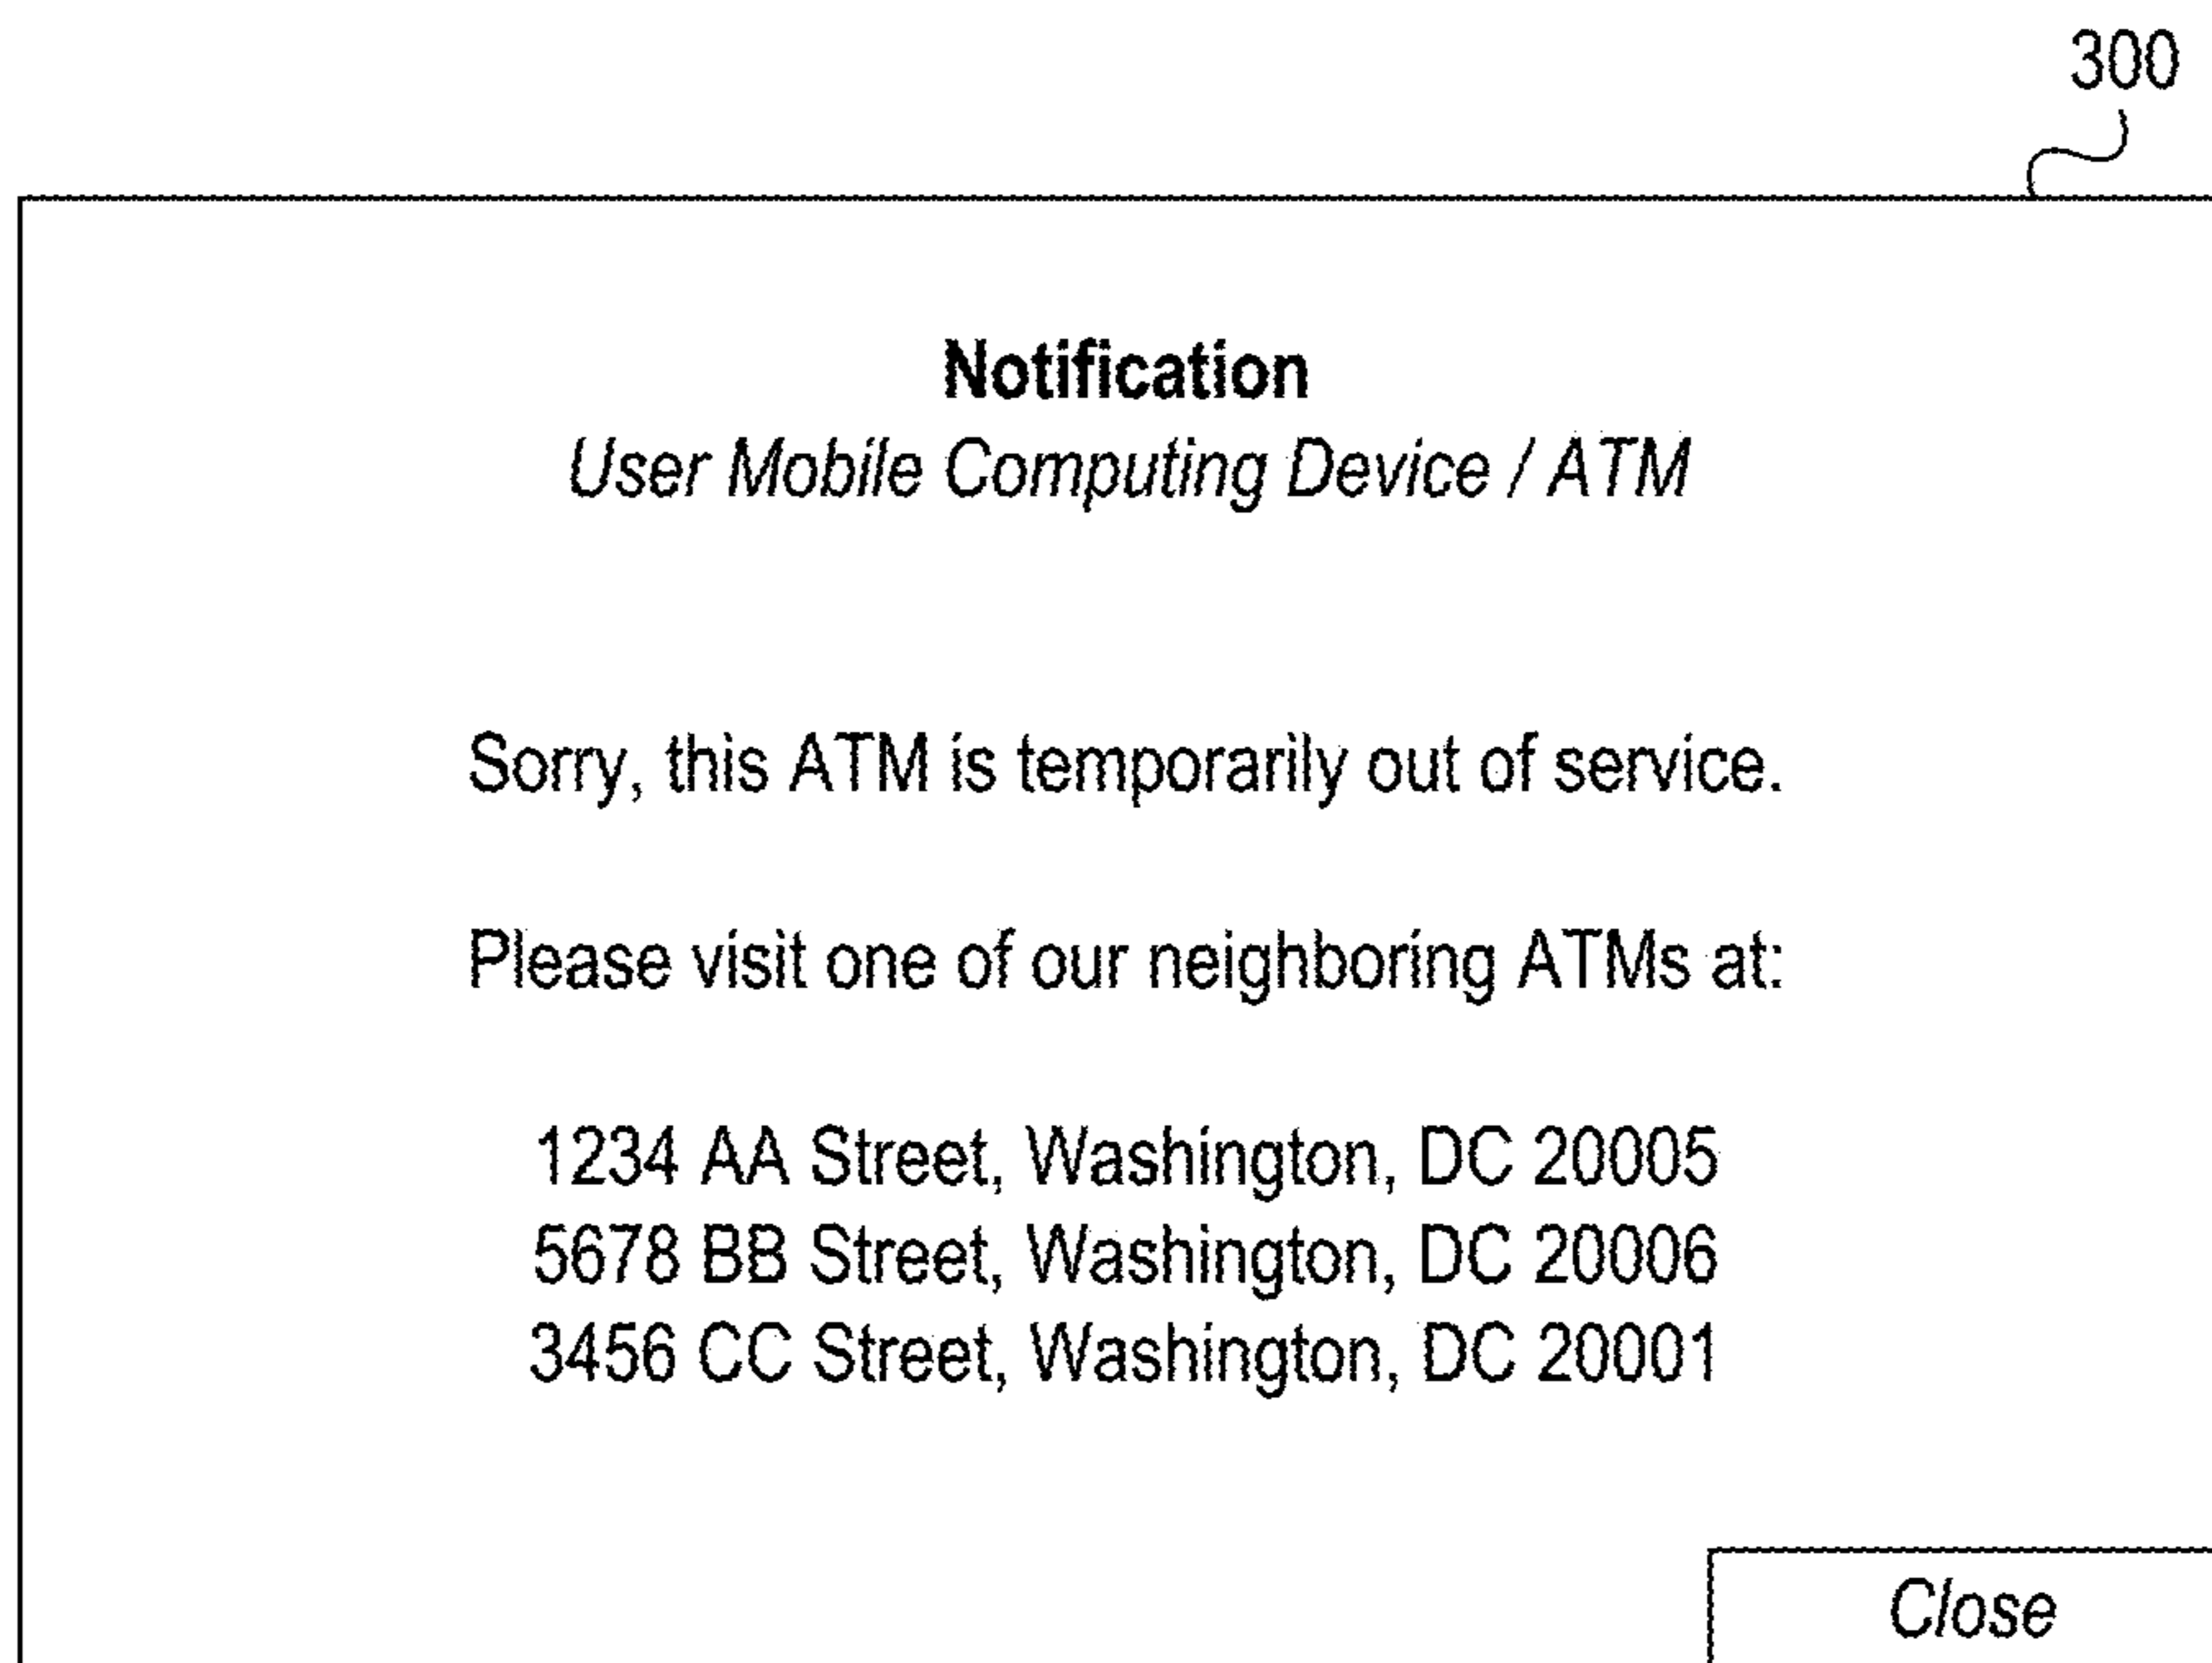 300
Notification
User Mobile Computing Device / ATM
Sorry, this ATM is temporarily out of service.
Please visit one of our neighboring ATMs at:
1234 AA Street, Washington, DC 20005
5678 BB Street, Washington, DC 20006
3456 CC Street, Washington, DC 20001
Close